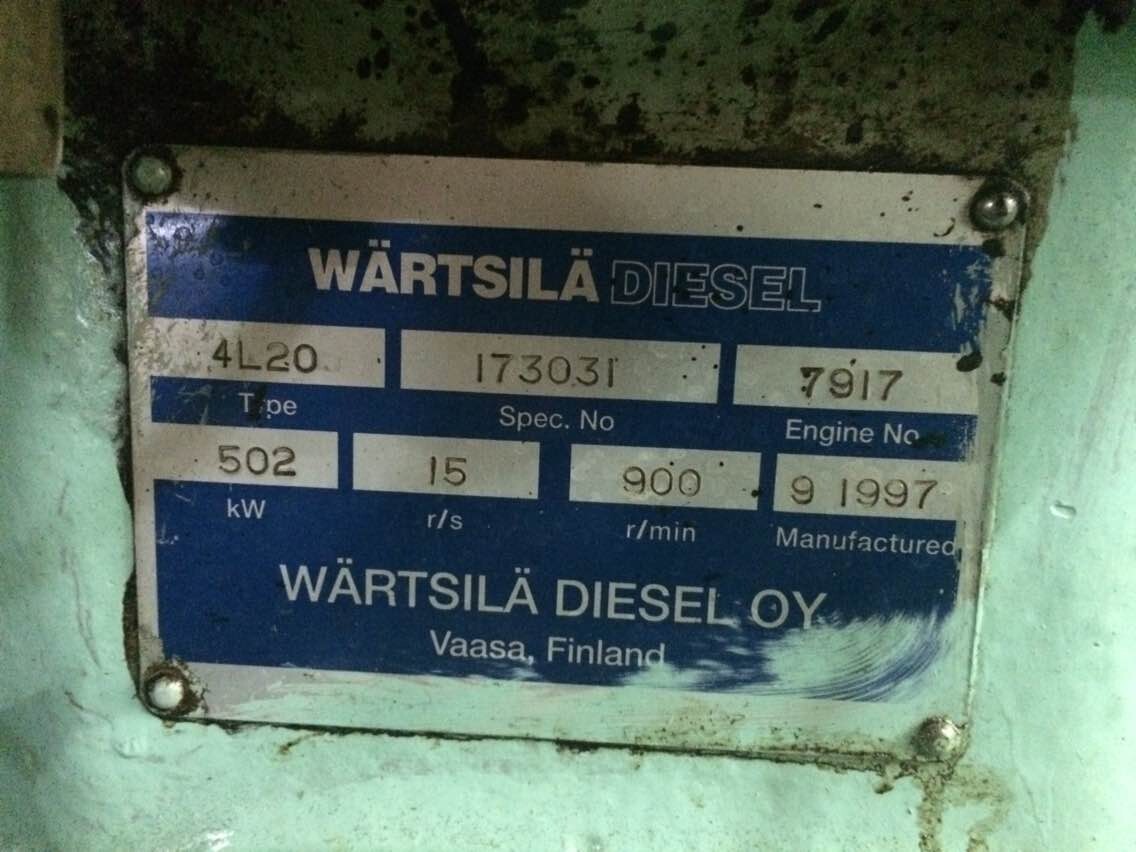 WÄRTSILÄ DIESEL
4L20 173031 7917
Type Spec. No Engine No
502 15 900 9 1997
kW r/s r/min Manufactured
WÄRTSILÄ DIESEL OY
Vaasa, Finland